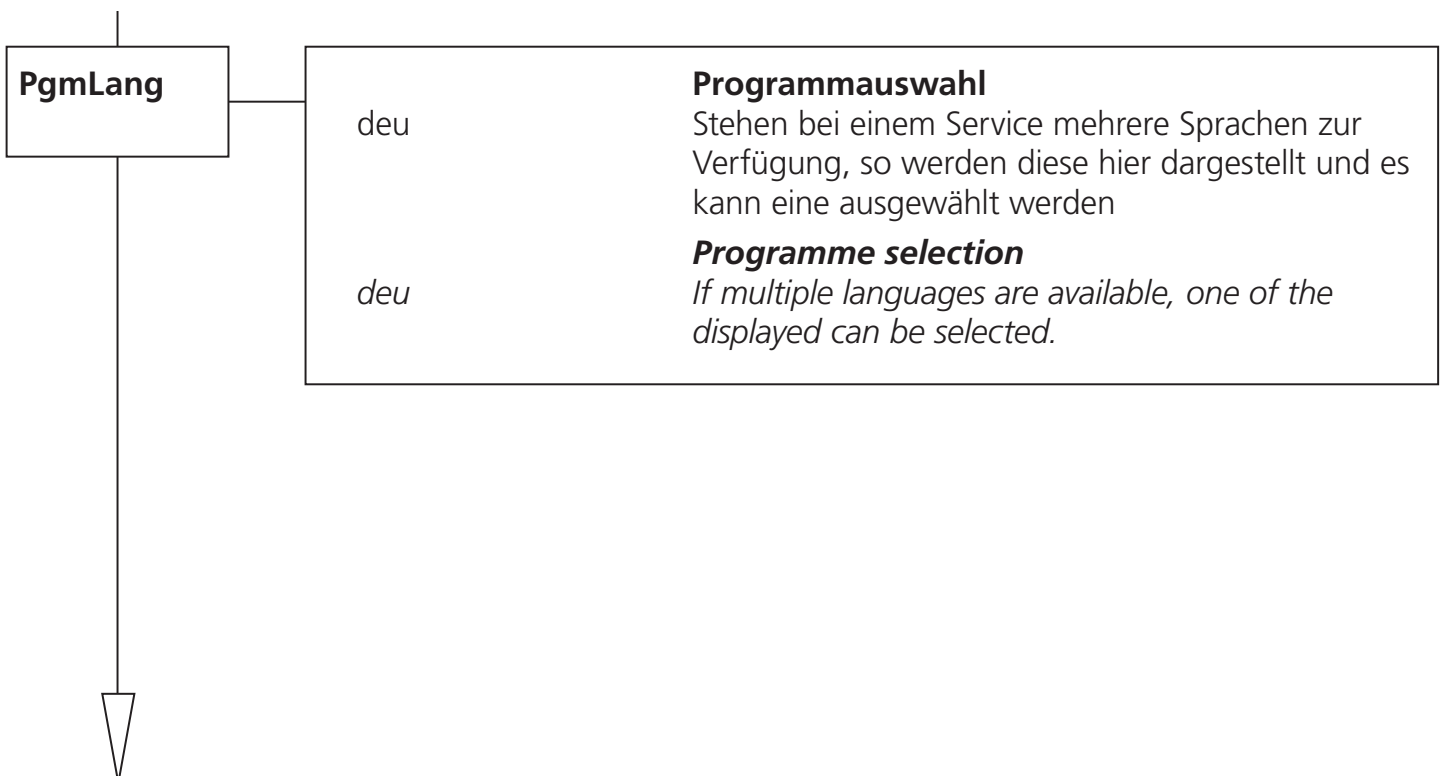 PgmLang
Programmauswahl
deu Stehen bei einem Service mehrere Sprachen zur
Verfügung, so werden diese hier dargestellt und es
kann eine ausgewählt werden
Programme selection
deu If multiple languages are available, one of the
displayed can be selected.